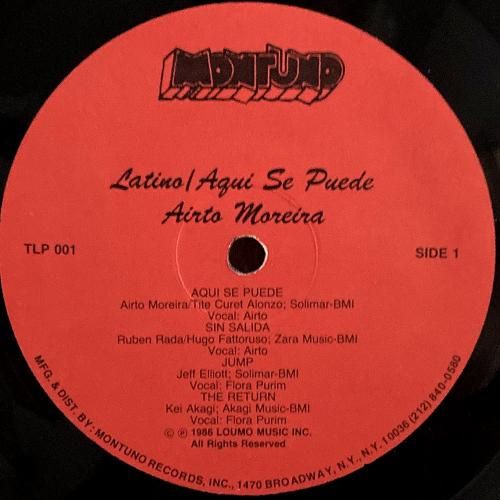 MONTUNO
Latino/Aqui Se Puede
Airto Moreira
TLP 001
SIDE 1
AQUI SE PUEDE
Airto Moreira/Tite Curet Alonzo; Solimar-BMI
Vocal: Airto
SIN SALIDA
Ruben Rada/Hugo Fattoruso; Zara Music-BMI
Vocal: Airto
JUMP
Jeff Elliott; Solimar-BMI
Vocal: Flora Purim
THE RETURN
Kei Akagi; Akagi Music-BMI
Vocal: Flora Purim
© ℗ 1986 LOUMO MUSIC INC.
All Rights Reserved
MFG. & DIST. BY: MONTUNO RECORDS, INC., 1470 BROADWAY, N.Y., N.Y. 10036 (212) 840-0580